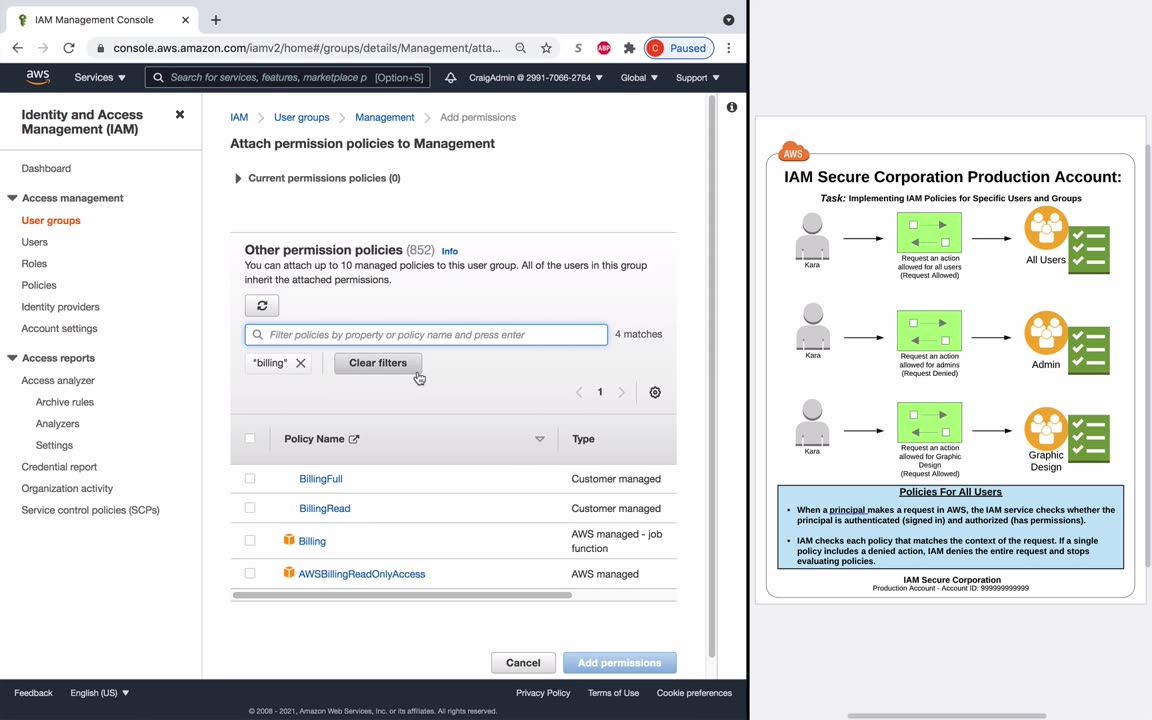 IAM Management Console
console.aws.amazon.com/iamv2/home#/groups/details/Management/atta...
S
ABP
C Paused
aws
Services
Search for services, features, marketplace p [Option+S]
CraigAdmin @ 2991-7066-2764
Global
Support
Identity and Access
Management (IAM)
Dashboard
Access management
User groups
Users
Roles
Policies
Identity providers
Account settings
Access reports
Access analyzer
Archive rules
Analyzers
Settings
Credential report
Organization activity
Service control policies (SCPs)
IAM
User groups
Management
Add permissions
Attach permission policies to Management
Current permissions policies (0)
Other permission policies (852) Info
You can attach up to 10 managed policies to this user group. All of the users in this group
inherit the attached permissions.
Filter policies by property or policy name and press enter
4 matches
"billing"
Clear filters
1
Policy Name
Type
BillingFull
Customer managed
BillingRead
Customer managed
Billing
AWS managed - job
function
AWSBillingReadOnlyAccess
AWS managed
Cancel
Add permissions
Feedback
English (US)
Privacy Policy
Terms of Use
Cookie preferences
© 2008 - 2021, Amazon Web Services, Inc. or its affiliates. All rights reserved.
AWS
IAM Secure Corporation Production Account:
Task: Implementing IAM Policies for Specific Users and Groups
Kara
Request an action
allowed for all users
(Request Allowed)
All Users
Kara
Request an action
allowed for admins
(Request Denied)
Admin
Kara
Request an action
allowed for Graphic
Design
(Request Allowed)
Graphic
Design
Policies For All Users
• When a principal makes a request in AWS, the IAM service checks whether the
principal is authenticated (signed in) and authorized (has permissions).
• IAM checks each policy that matches the context of the request. If a single
policy includes a denied action, IAM denies the entire request and stops
evaluating policies.
IAM Secure Corporation
Production Account - Account ID: 999999999999